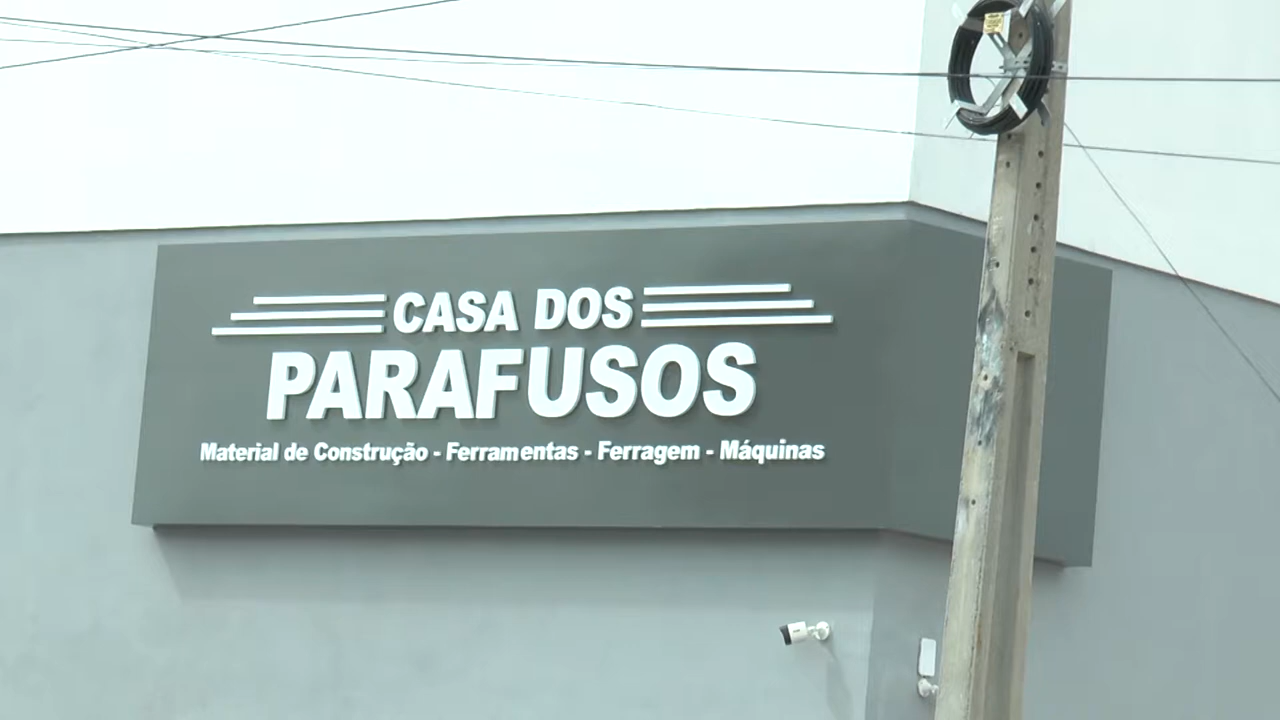 CASA DOS
PARAFUSOS
Material de Construção - Ferramentas - Ferragem - Máquinas